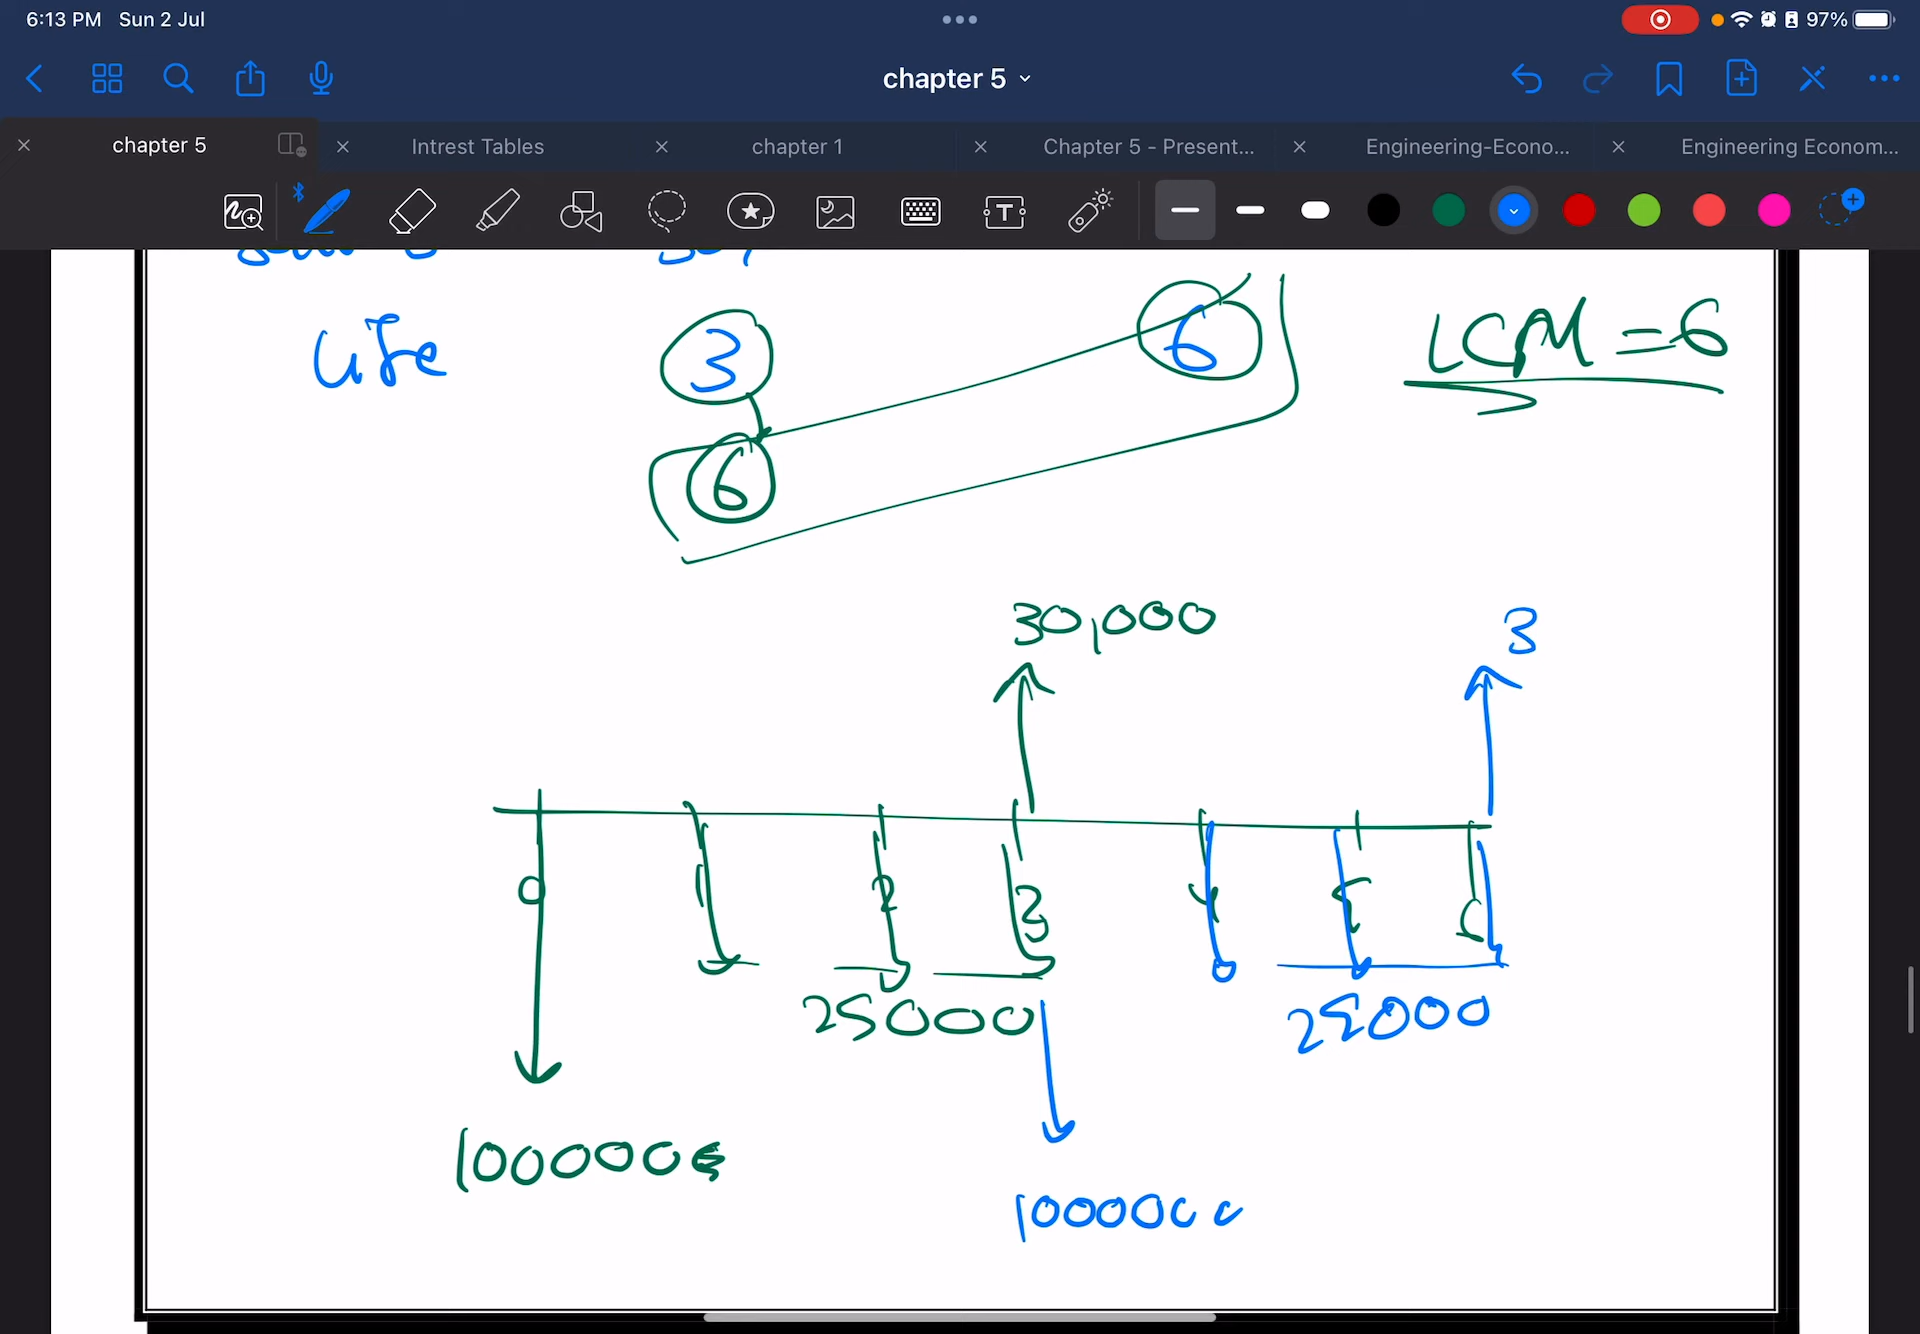 6:13 PM Sun 2 Jul 97%
chapter 5
chapter 5 Intrest Tables chapter 1 Chapter 5 - Present... Engineering-Econo... Engineering Econom...
T
Life 3 6 LCM = 6
6
30,000 3
0 1 2 3 4 5 6
25000 25000
1000000
1000000